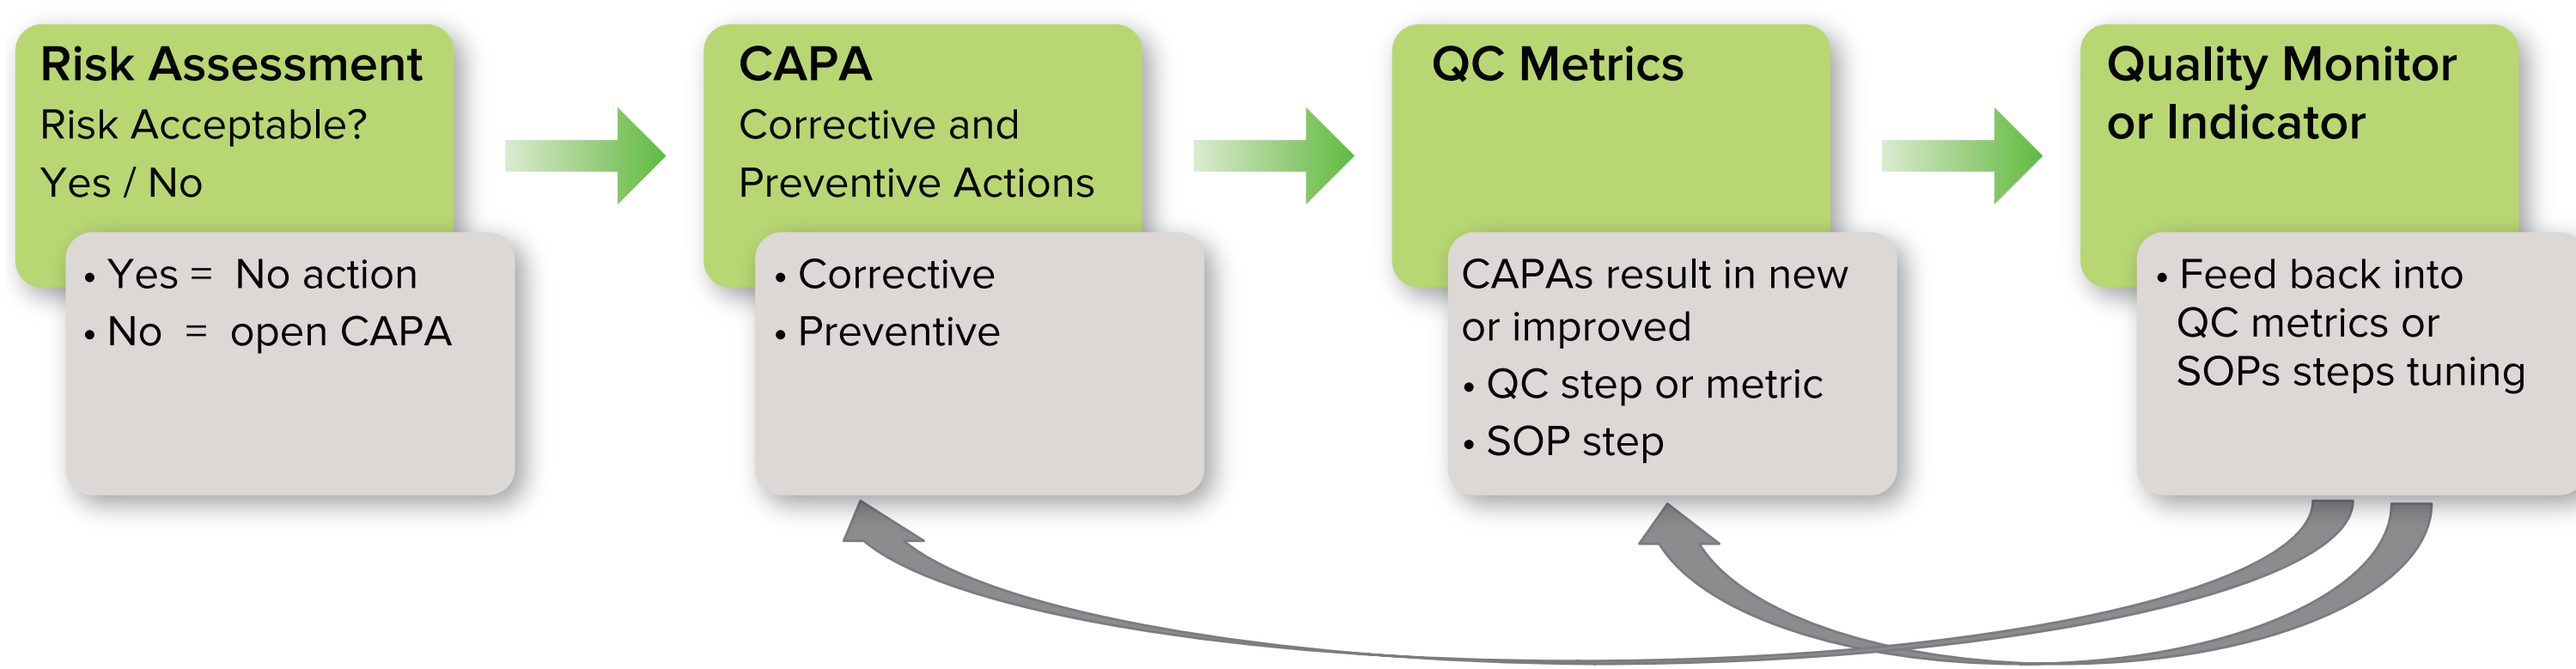 Risk Assessment
Risk Acceptable?
Yes / No
• Yes = No action
• No = open CAPA
CAPA
Corrective and
Preventive Actions
• Corrective
• Preventive
QC Metrics
CAPAs result in new
or improved
• QC step or metric
• SOP step
Quality Monitor
or Indicator
• Feed back into
QC metrics or
SOPs steps tuning